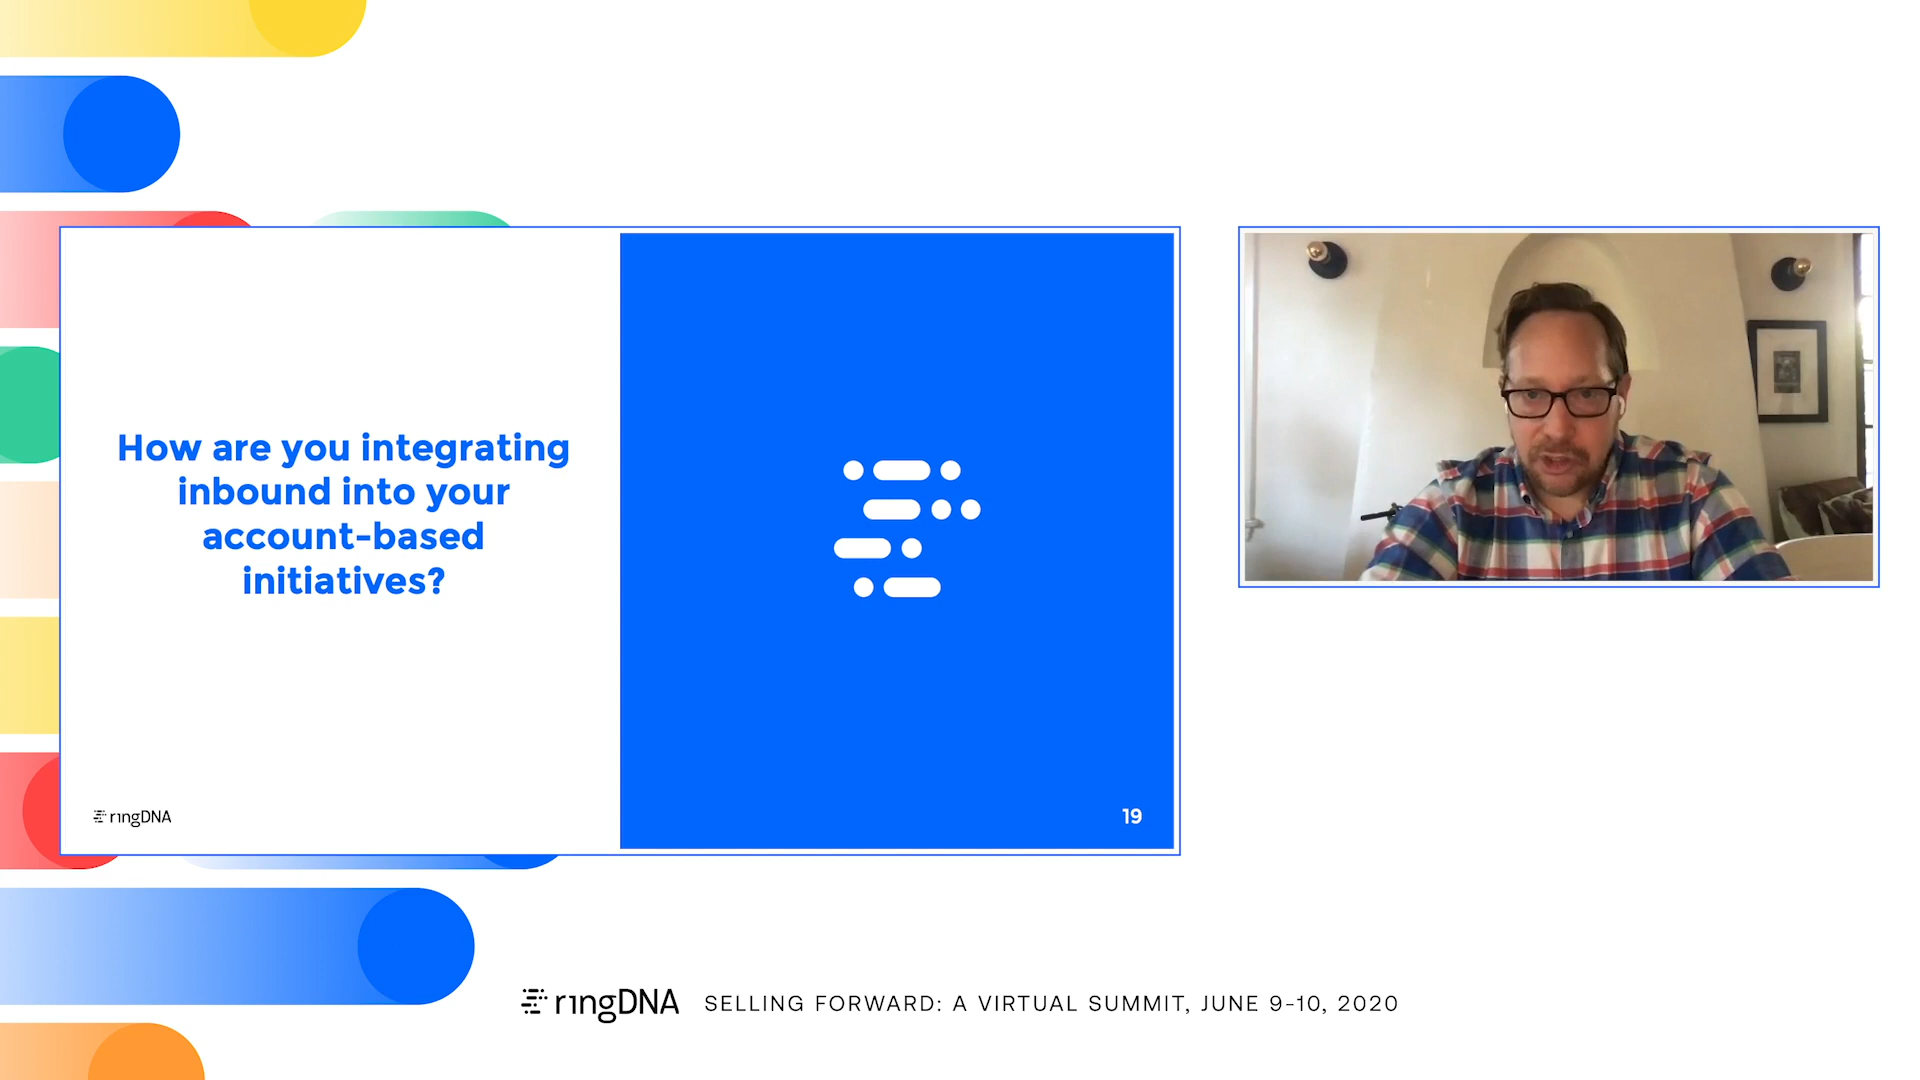 How are you integrating
inbound into your
account-based
initiatives?
ringDNA
19
ringDNA SELLING FORWARD: A VIRTUAL SUMMIT, JUNE 9-10, 2020